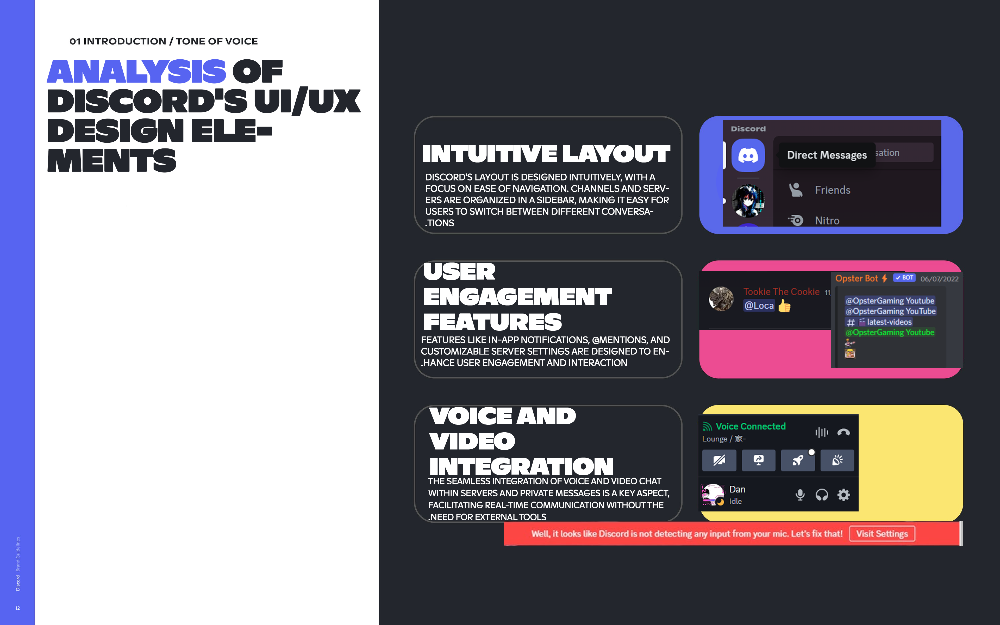 01 INTRODUCTION / TONE OF VOICE
ANALYSIS OF
DISCORD'S UI/UX
DESIGN ELE-
MENTS
INTUITIVE LAYOUT
DISCORD'S LAYOUT IS DESIGNED INTUITIVELY, WITH A
FOCUS ON EASE OF NAVIGATION. CHANNELS AND SERV-
ERS ARE ORGANIZED IN A SIDEBAR, MAKING IT EASY FOR
USERS TO SWITCH BETWEEN DIFFERENT CONVERSA-
.TIONS
Discord
Direct Messages
sation
Friends
Nitro
USER
ENGAGEMENT
FEATURES
FEATURES LIKE IN-APP NOTIFICATIONS, @MENTIONS, AND
CUSTOMIZABLE SERVER SETTINGS ARE DESIGNED TO EN-
.HANCE USER ENGAGEMENT AND INTERACTION
Tookie The Cookie 11/
@Loca 👍
Opster Bot ⚡ ✓ BOT 06/07/2022
@OpsterGaming Youtube
@OpsterGaming YouTube
# latest-videos
@OpsterGaming Youtube
VOICE AND
VIDEO
INTEGRATION
THE SEAMLESS INTEGRATION OF VOICE AND VIDEO CHAT
WITHIN SERVERS AND PRIVATE MESSAGES IS A KEY ASPECT,
FACILITATING REAL-TIME COMMUNICATION WITHOUT THE
.NEED FOR EXTERNAL TOOLS
Voice Connected
Lounge / 家-
Dan
Idle
Well, it looks like Discord is not detecting any input from your mic. Let's fix that! Visit Settings
Discord Brand Guidelines
12